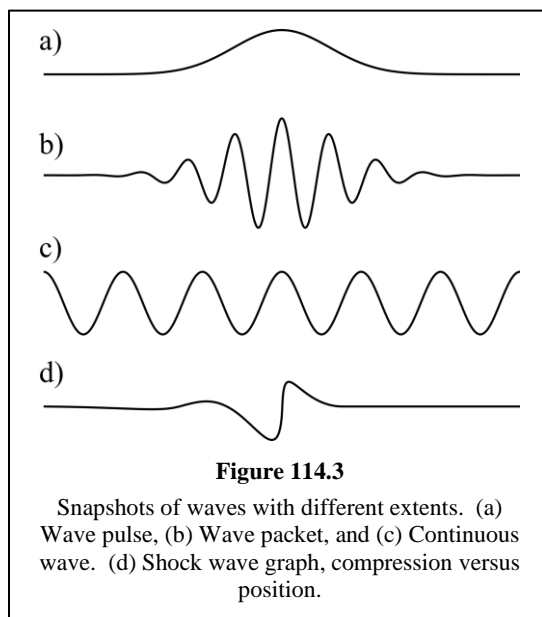 a)
b)
c)
d)
Figure 114.3
Snapshots of waves with different extents. (a)
Wave pulse, (b) Wave packet, and (c) Continuous
wave. (d) Shock wave graph, compression versus
position.